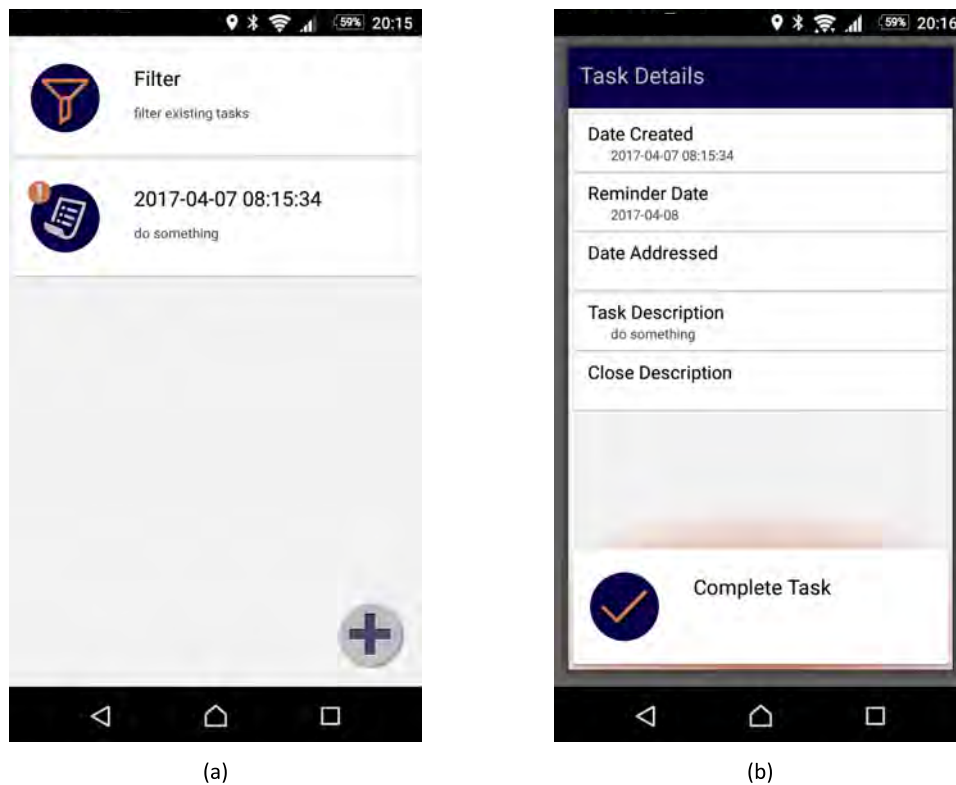 59% 20:15
Filter
filter existing tasks
2017-04-07 08:15:34
do something
(a)
59% 20:16
Task Details
Date Created
2017-04-07 08:15:34
Reminder Date
2017-04-08
Date Addressed
Task Description
do something
Close Description
Complete Task
(b)